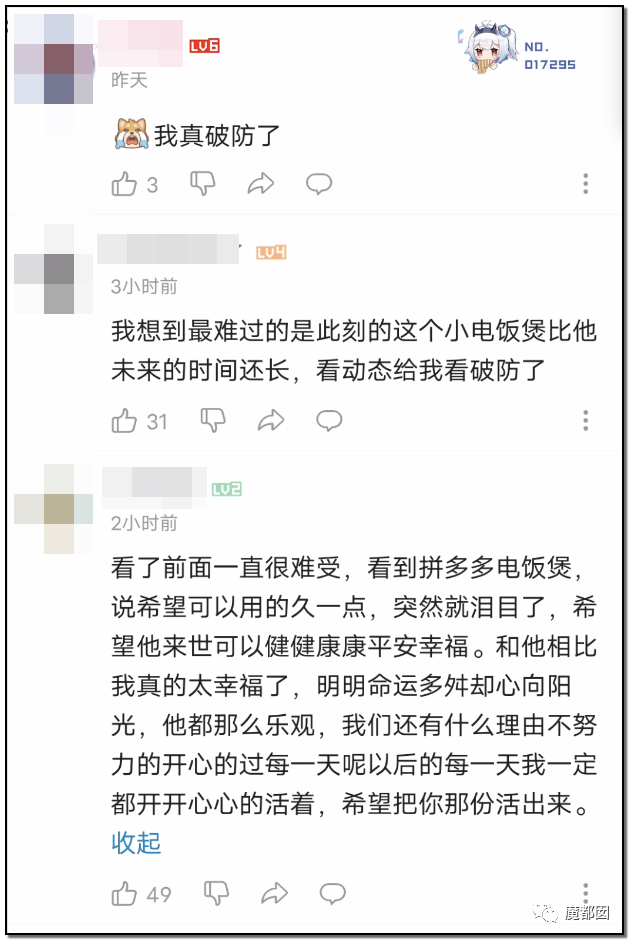 LV6
NO.
017295
昨天
我真破防了
3
LV4
3小时前
我想到最难过的是此刻的这个小电饭煲比他
未来的时间还长，看动态给我看破防了
31
LV2
2小时前
看了前面一直很难受，看到拼多多电饭煲，
说希望可以用的久一点，突然就泪目了，希
望他来世可以健健康康平安幸福。和他相比
我真的太幸福了，明明命运多舛却心向阳
光，他都那么乐观，我们还有什么理由不努
力的开心的过每一天呢以后的每一天我一定
都开开心心的活着，希望把你那份活出来。
收起
49
魔都囡